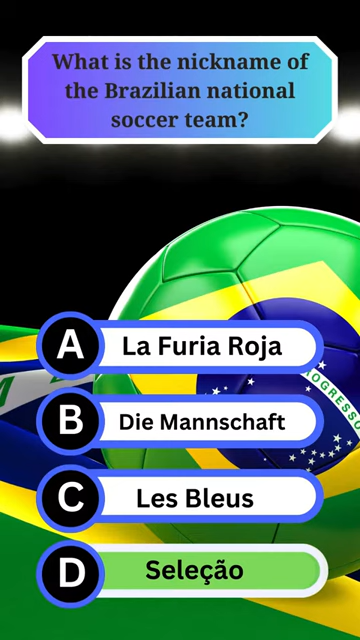 What is the nickname of
the Brazilian national
soccer team?
A La Furia Roja
B Die Mannschaft
C Les Bleus
D Seleção